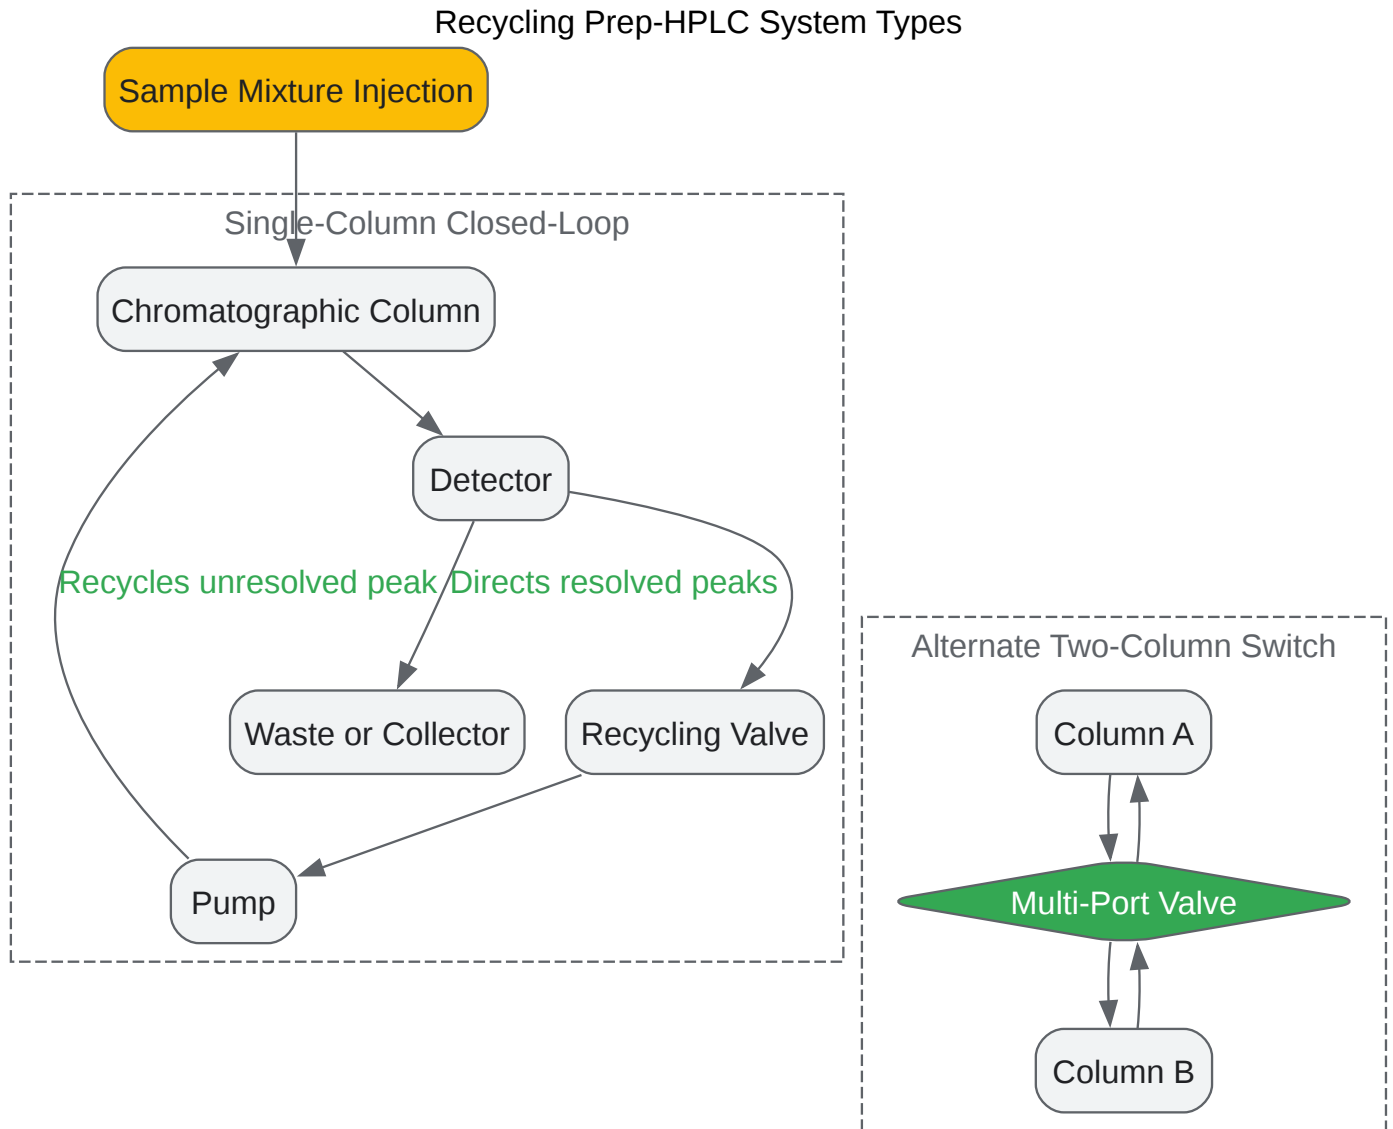 Recycling Prep-HPLC System Types
Sample Mixture Injection
Single-Column Closed-Loop
Chromatographic Column
Detector
Recycles unresolved peak
Directs resolved peaks
Waste or Collector
Recycling Valve
Pump
Alternate Two-Column Switch
Column A
Multi-Port Valve
Column B